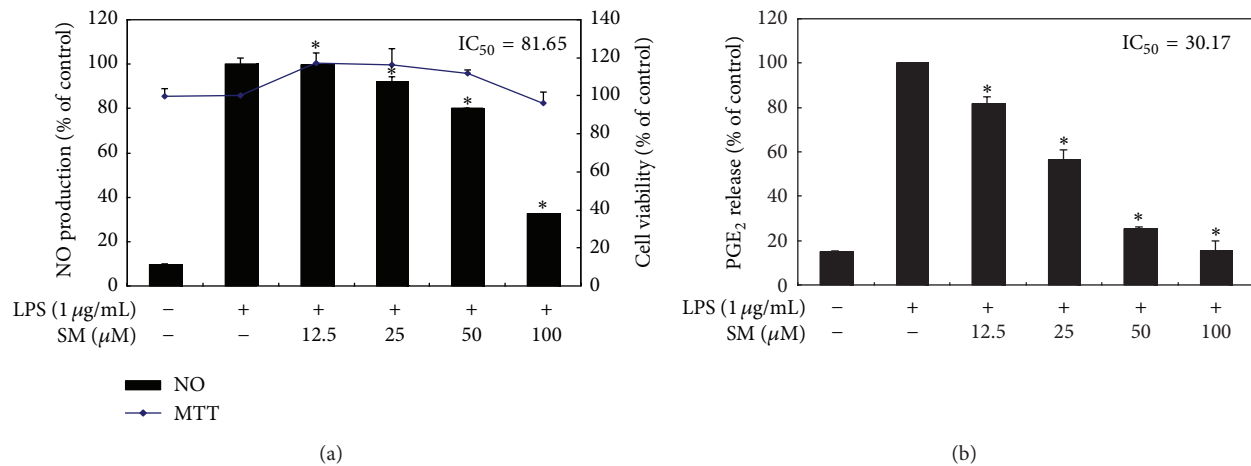 IC50 = 81.65
NO production (% of control)
120
100
80
60
40
20
0
Cell viability (% of control)
140
120
100
80
60
40
20
0
* * * *
LPS (1 μg/mL) − + + + + +
SM (μM) − − 12.5 25 50 100
NO
MTT
(a)
IC50 = 30.17
PGE2 release (% of control)
120
100
80
60
40
20
0
* * * * *
LPS (1 μg/mL) − + + + + +
SM (μM) − − 12.5 25 50 100
(b)